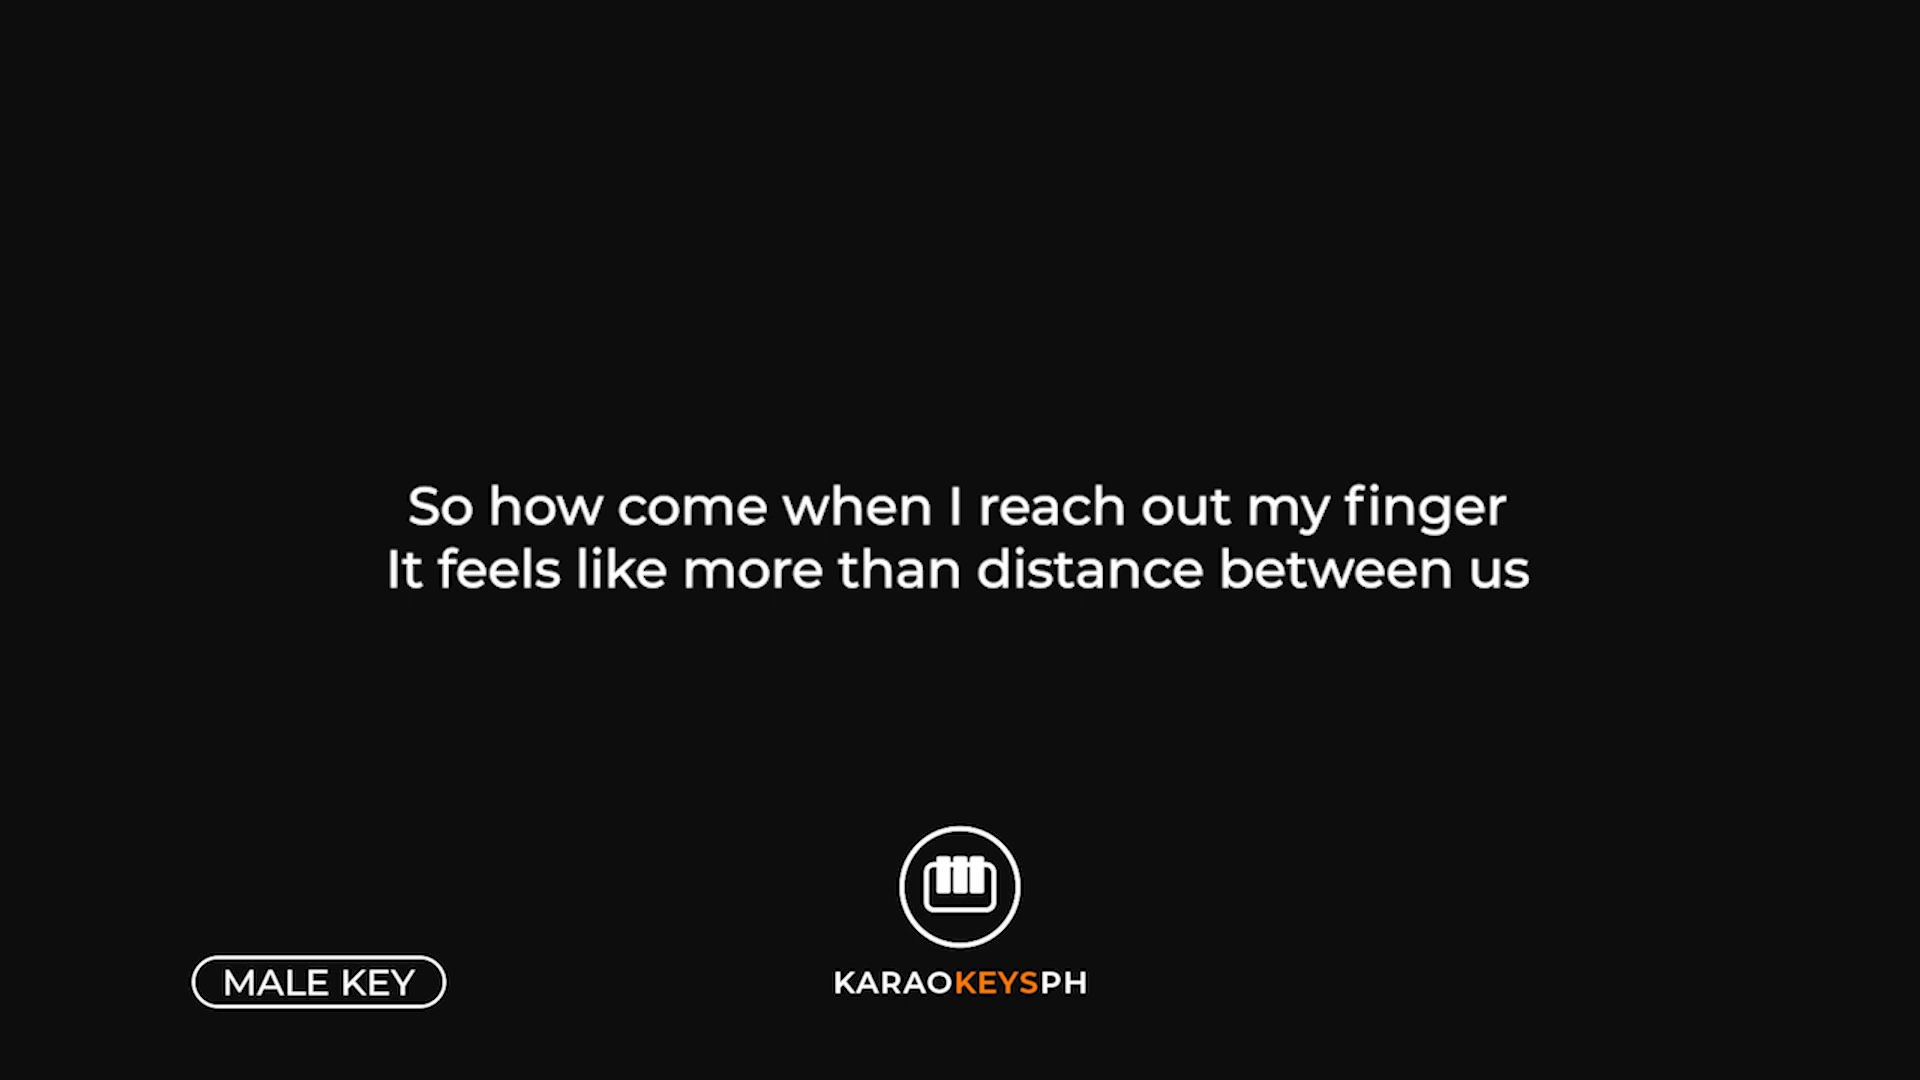 So how come when I reach out my finger
It feels like more than distance between us
MALE KEY
KARAOKEYSPH